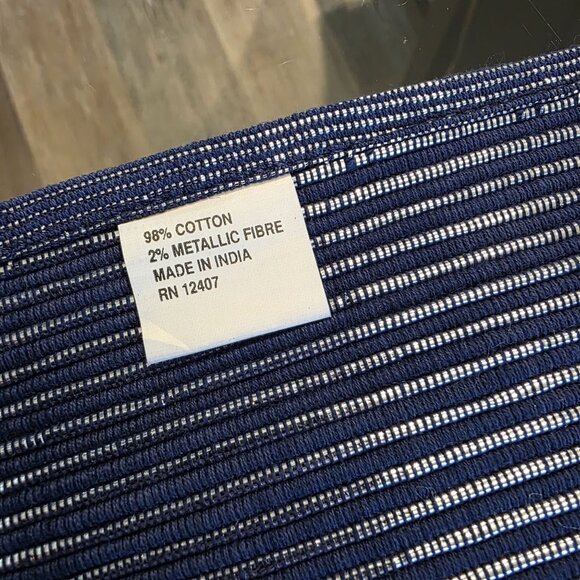 98% COTTON
2% METALLIC FIBRE
MADE IN INDIA
RN 12407